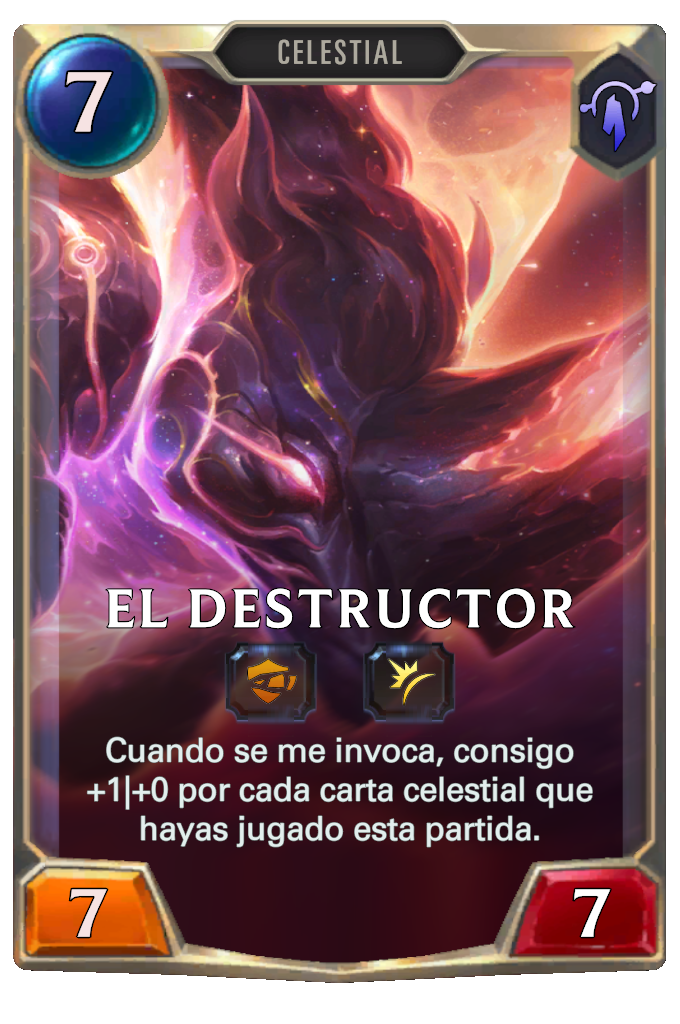 CELESTIAL
7
EL DESTRUCTOR
Cuando se me invoca, consigo
+1|+0 por cada carta celestial que
hayas jugado esta partida.
7
7